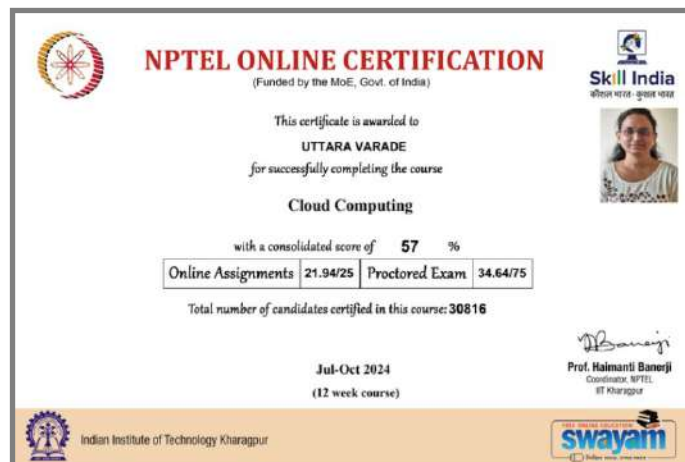 NPTEL ONLINE CERTIFICATION
(Funded by the MoE, Govt. of India)
Skill India
कौशल भारत - कुशल भारत
This certificate is awarded to
UTTARA VARADE
for successfully completing the course
Cloud Computing
with a consolidated score of 57 %
Online Assignments 21.94/25 Proctored Exam 34.64/75
Total number of candidates certified in this course: 30816
Jul-Oct 2024
(12 week course)
Prof. Haimanti Banerji
Coordinator, NPTEL
IIT Kharagpur
Indian Institute of Technology Kharagpur
FREE ONLINE EDUCATION
swayam